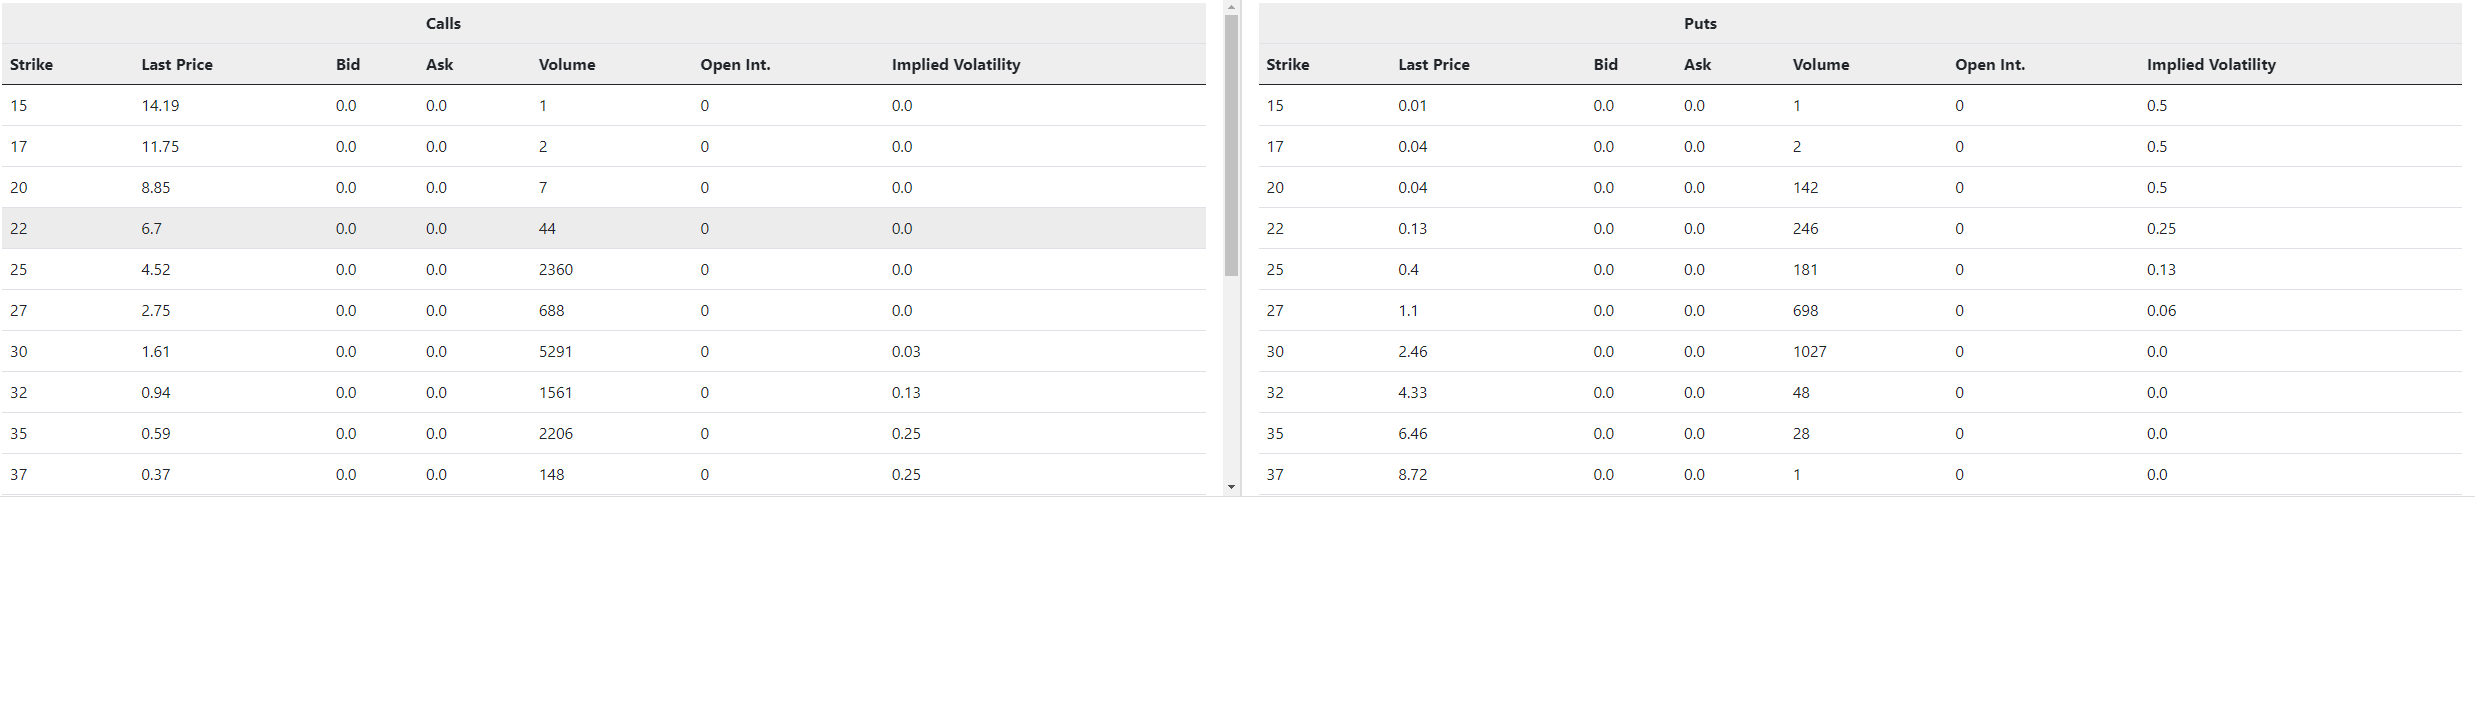 Calls
Strike Last Price Bid Ask Volume Open Int. Implied Volatility
15 14.19 0.0 0.0 1 0 0.0
17 11.75 0.0 0.0 2 0 0.0
20 8.85 0.0 0.0 7 0 0.0
22 6.7 0.0 0.0 44 0 0.0
25 4.52 0.0 0.0 2360 0 0.0
27 2.75 0.0 0.0 688 0 0.0
30 1.61 0.0 0.0 5291 0 0.03
32 0.94 0.0 0.0 1561 0 0.13
35 0.59 0.0 0.0 2206 0 0.25
37 0.37 0.0 0.0 148 0 0.25
Puts
Strike Last Price Bid Ask Volume Open Int. Implied Volatility
15 0.01 0.0 0.0 1 0 0.5
17 0.04 0.0 0.0 2 0 0.5
20 0.04 0.0 0.0 142 0 0.5
22 0.13 0.0 0.0 246 0 0.25
25 0.4 0.0 0.0 181 0 0.13
27 1.1 0.0 0.0 698 0 0.06
30 2.46 0.0 0.0 1027 0 0.0
32 4.33 0.0 0.0 48 0 0.0
35 6.46 0.0 0.0 28 0 0.0
37 8.72 0.0 0.0 1 0 0.0